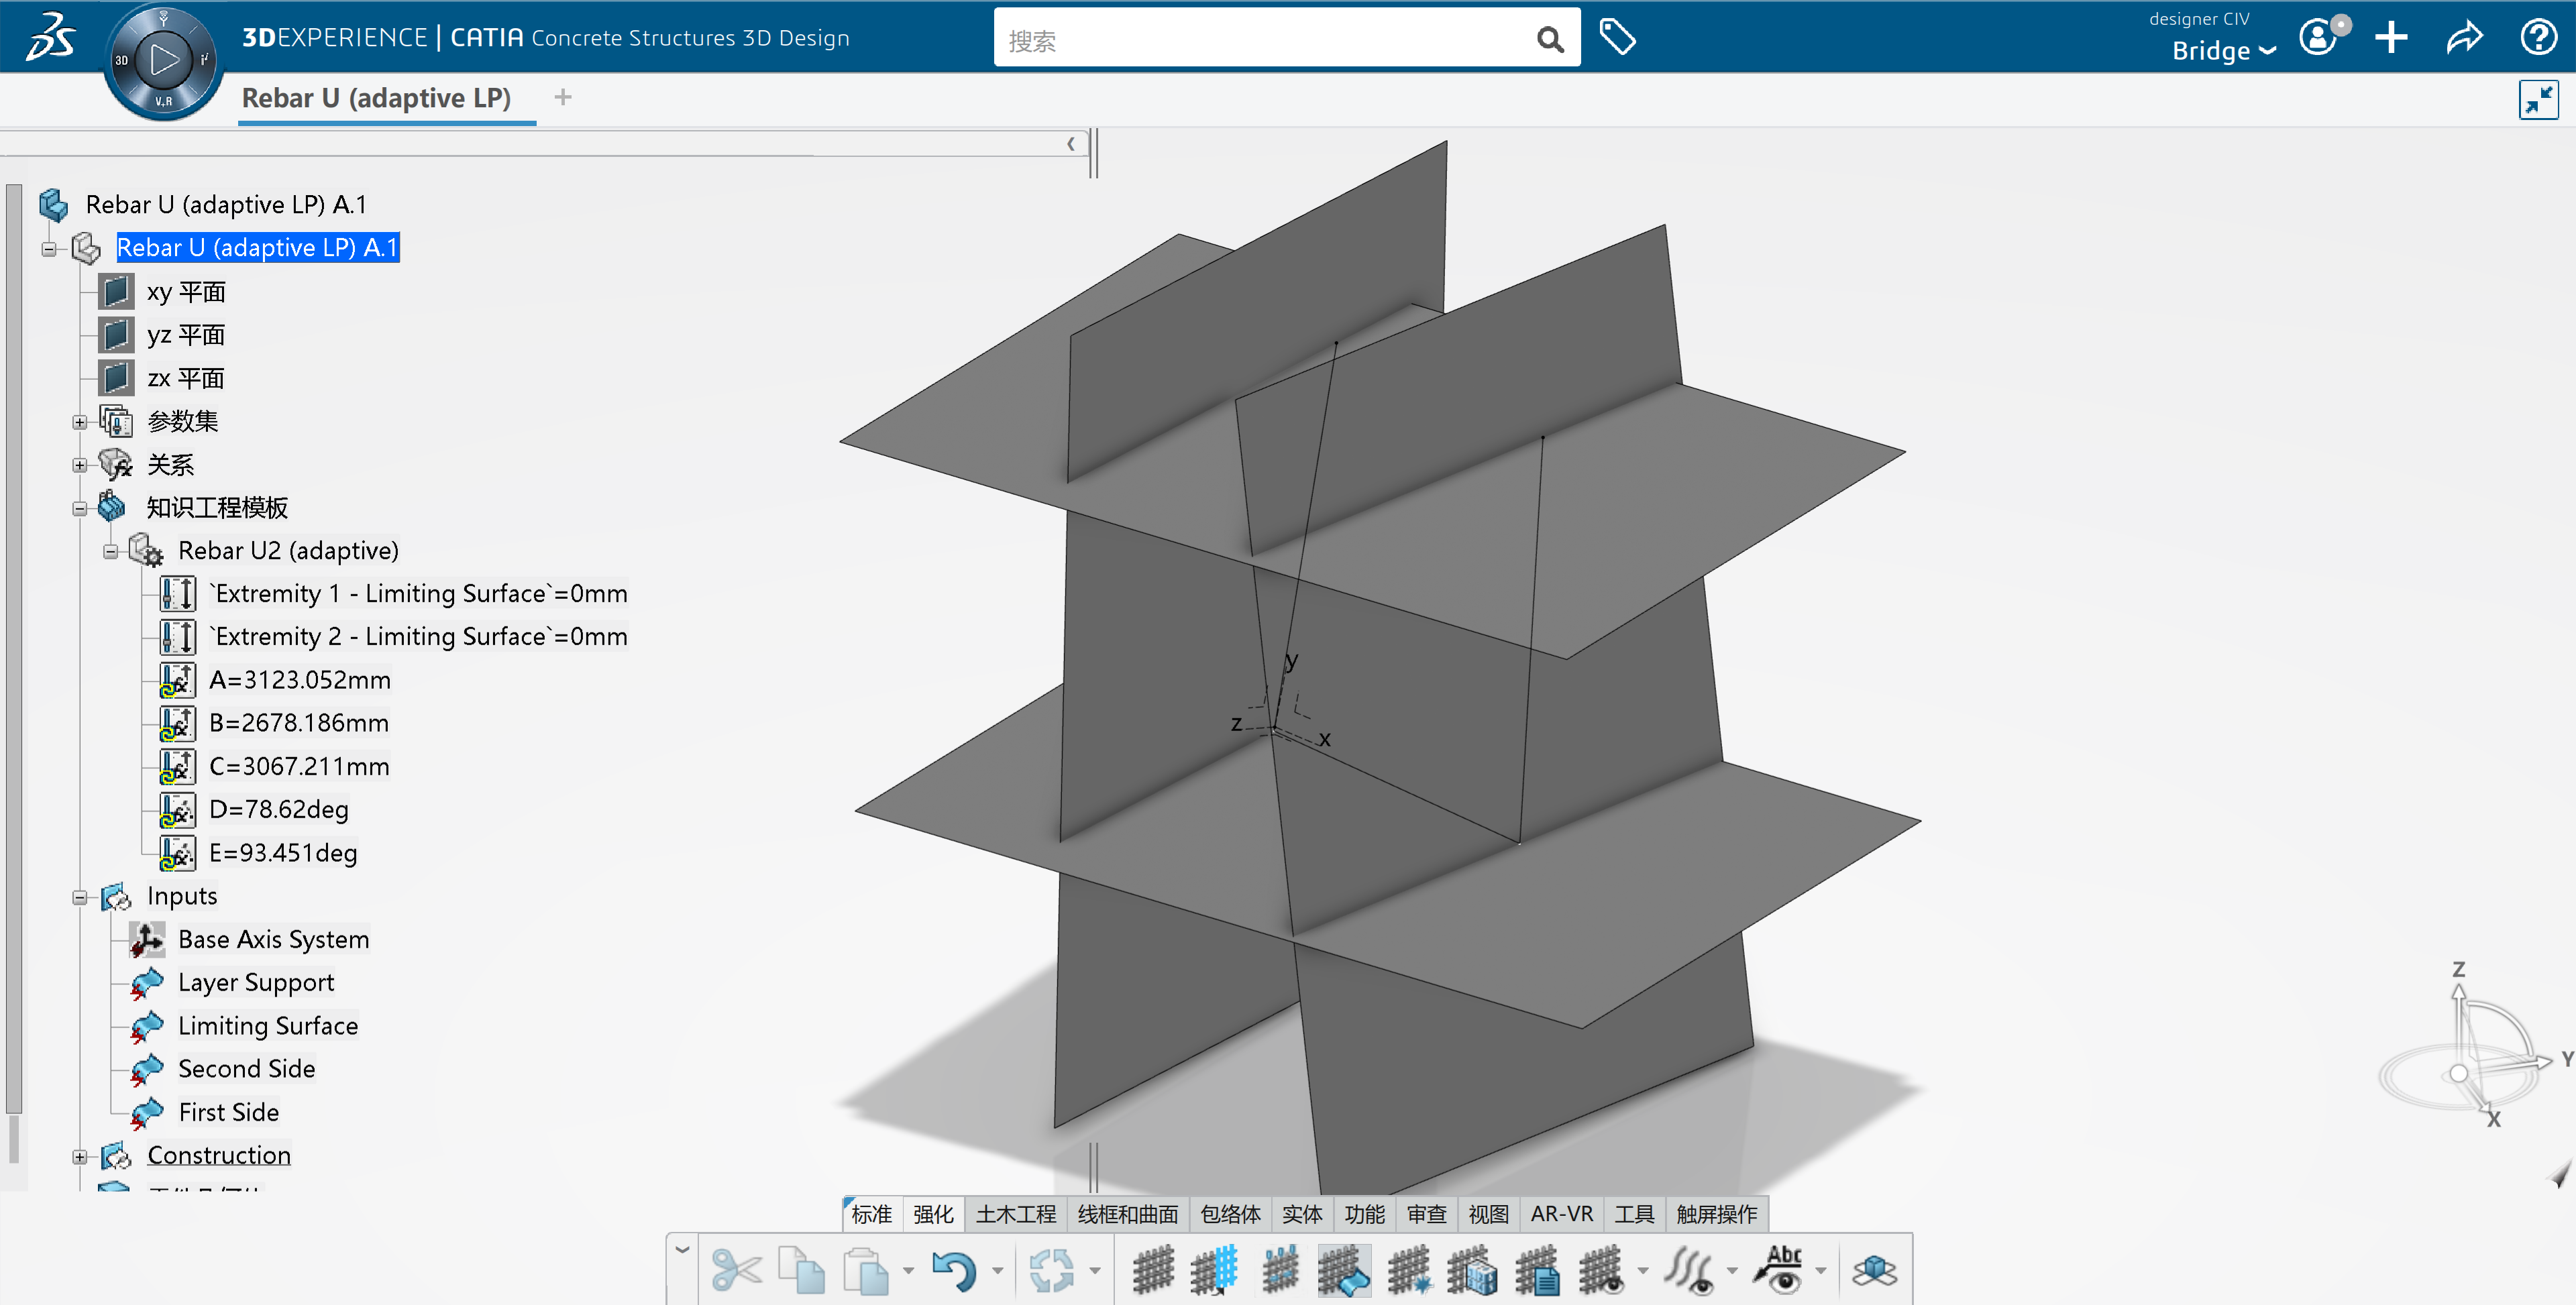 3DEXPERIENCE | CATIA Concrete Structures 3D Design
搜索
designer CIV
Bridge
3D
V,R
Rebar U (adaptive LP)
Rebar U (adaptive LP) A.1
Rebar U (adaptive LP) A.1
xy 平面
yz 平面
zx 平面
参数集
关系
知识工程模板
Rebar U2 (adaptive)
`Extremity 1 - Limiting Surface`=0mm
`Extremity 2 - Limiting Surface`=0mm
A=3123.052mm
B=2678.186mm
C=3067.211mm
D=78.62deg
E=93.451deg
Inputs
Base Axis System
Layer Support
Limiting Surface
Second Side
First Side
Construction
y
z
x
Z
Y
X
标准 强化 土木工程 线框和曲面 包络体 实体 功能 审查 视图 AR-VR 工具 触屏操作
Abc